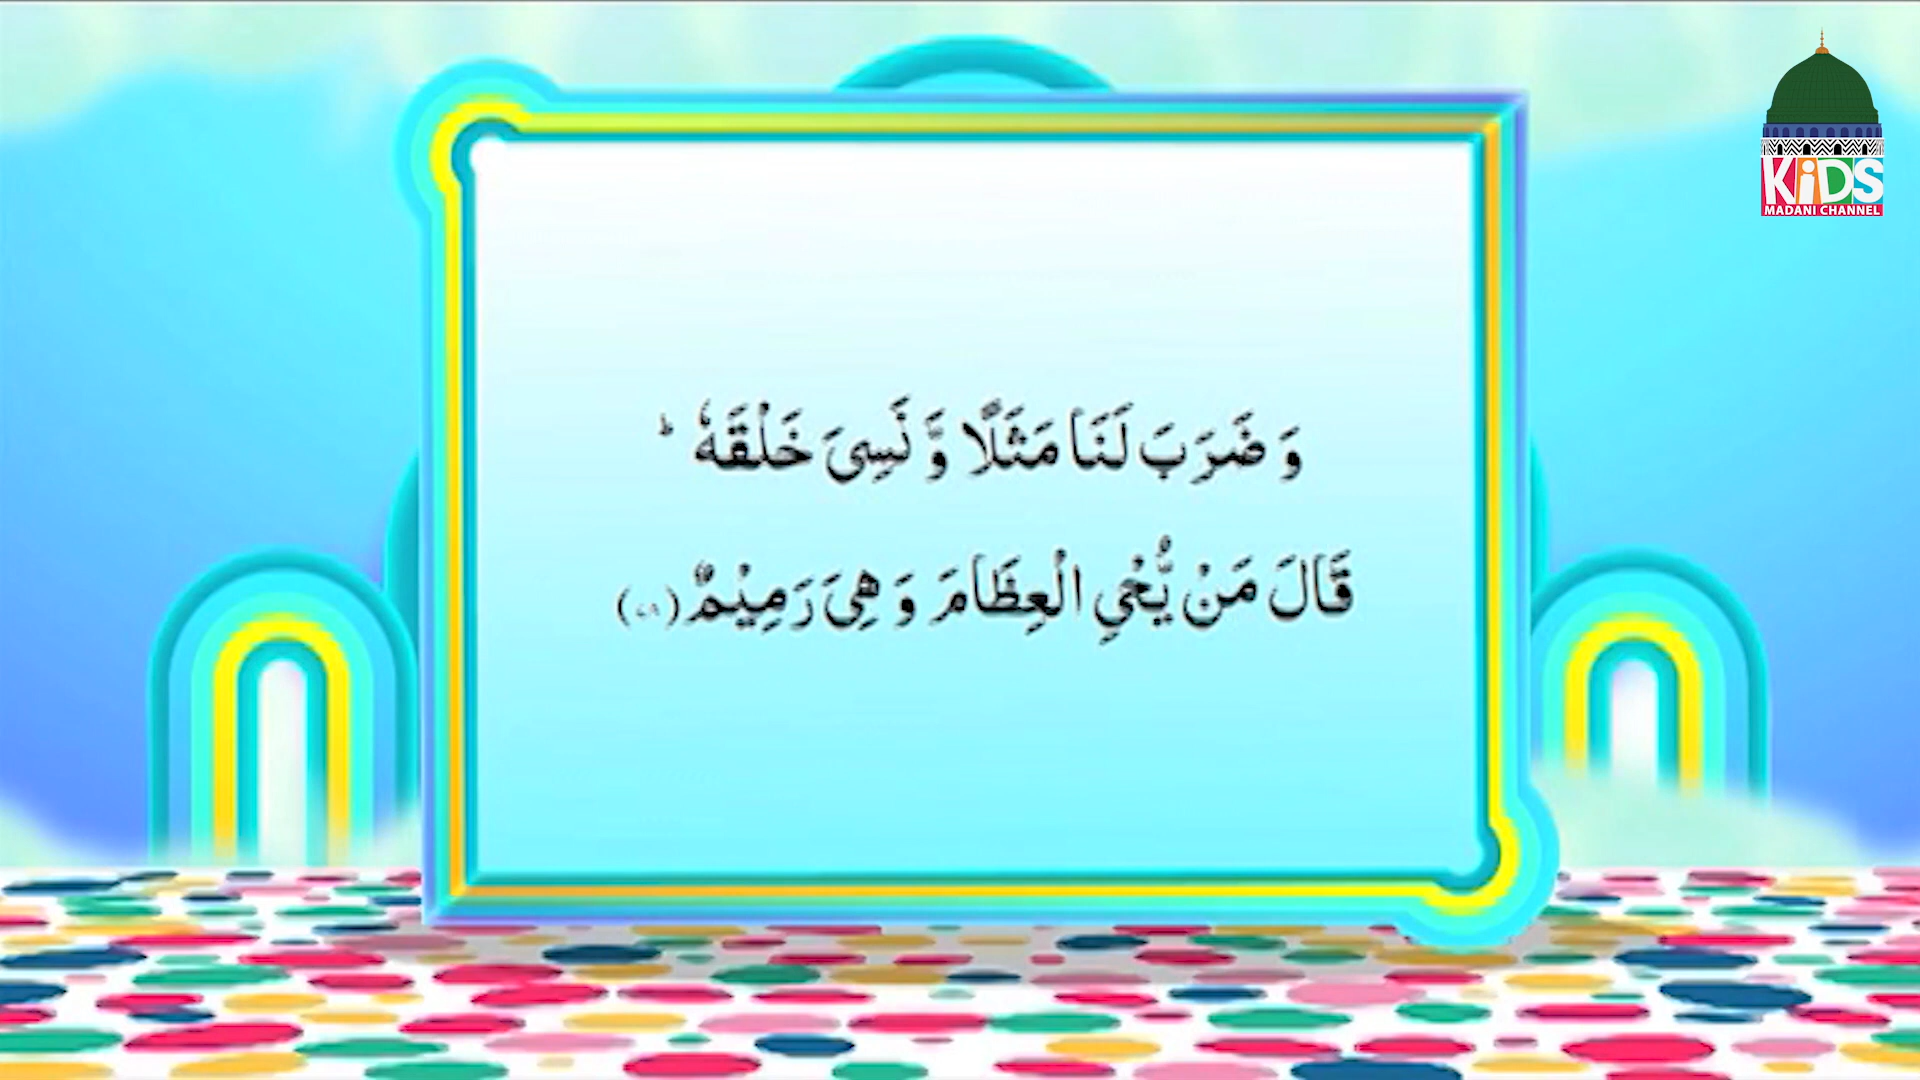 وَ ضَرَبَ لَنَا مَثَلًا وَّ نَسِیَ خَلْقَهٗ ؕ
قَالَ مَنْ یُّحْیِ الْعِظَامَ وَ هِیَ رَمِیْمٌ(۷۸)
KiDS
MADANI CHANNEL